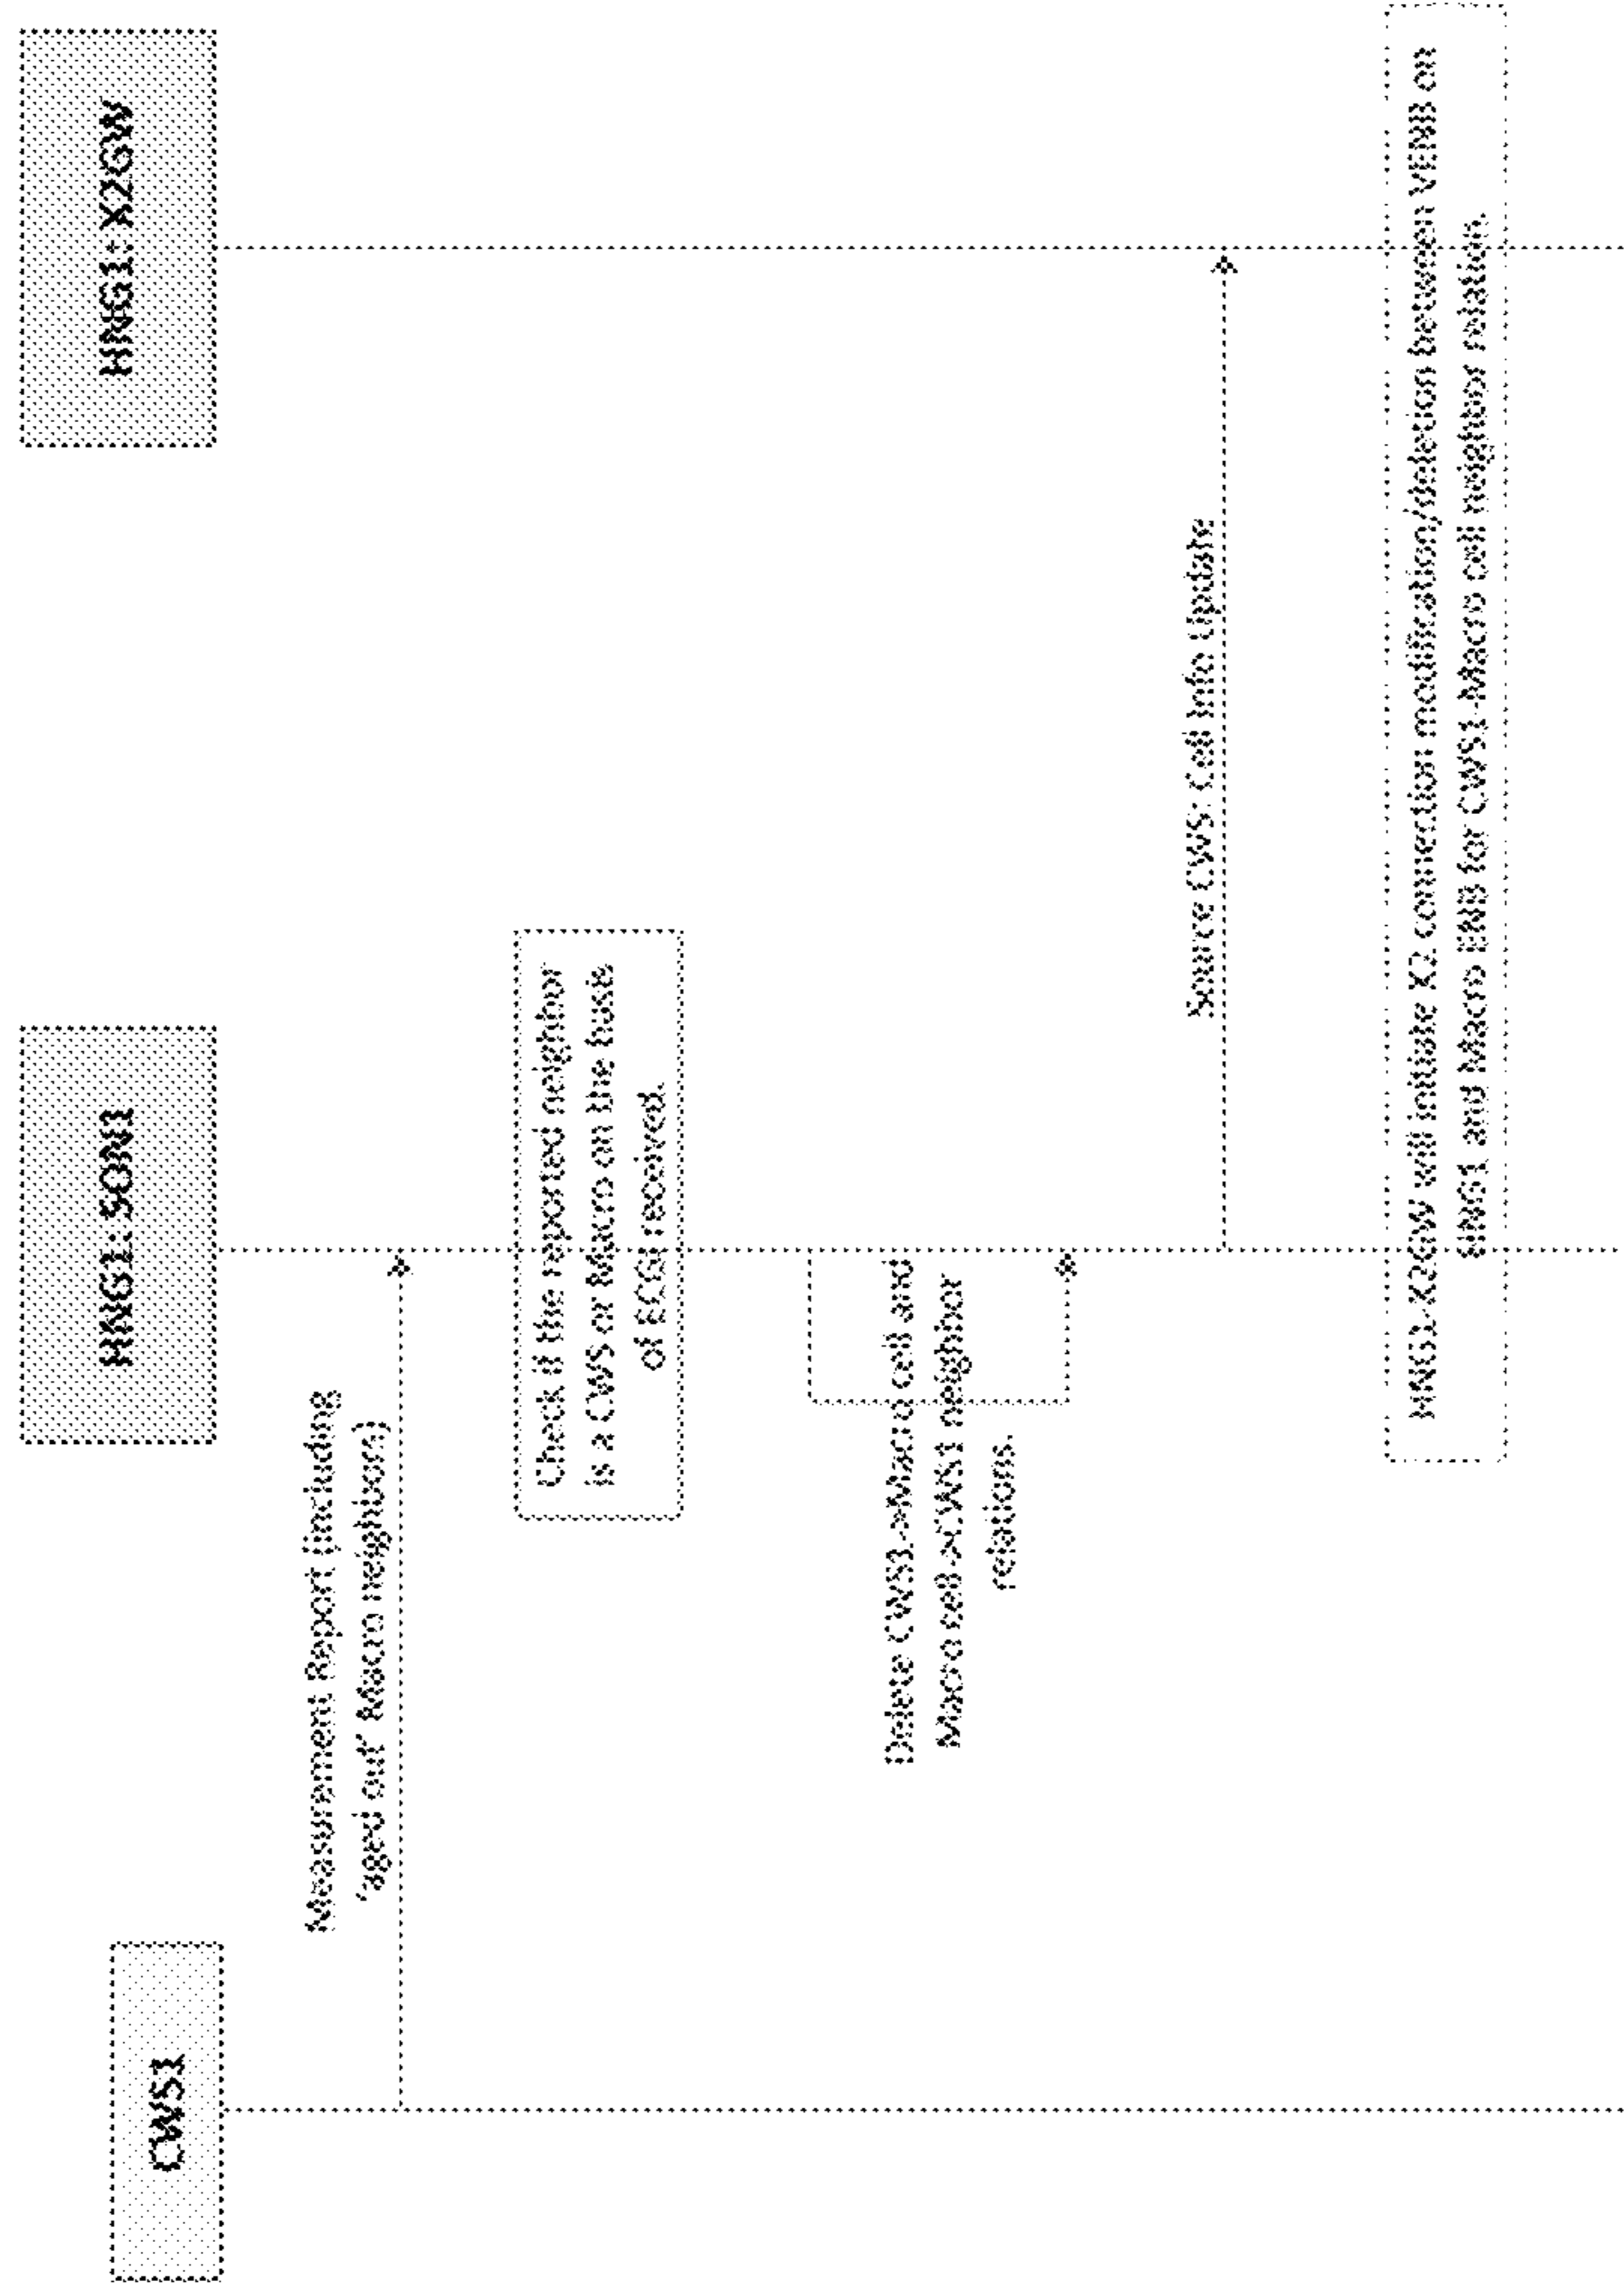 CWS1
HNG1: SON1
HNG1: X2GW
Measurement Report (including
'aged out' Macro neighbors)
Check if the reported neighbor
is a CWS or Macro on the basis
of ECGI received.
Delete CWS1->Macro cell and
Macro cell->CWS1 neighbor
relations.
Source CWS: Cell Info Update
HNG1-X2GW will initiate X2 connection modification/deletion between VENB on
HNG1 and Macro ENB for CWS1-Macro cell neighbor relation.